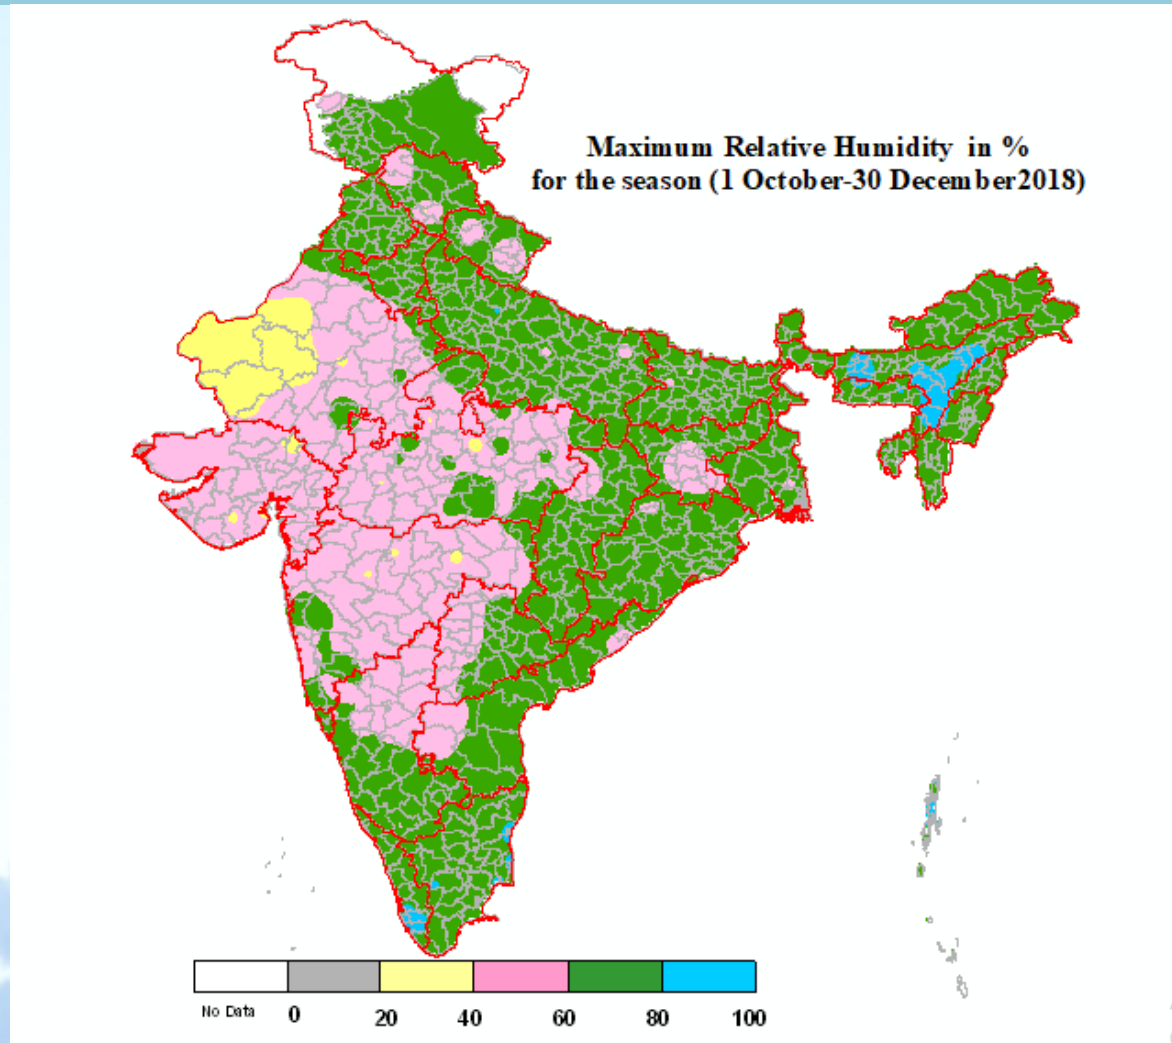 Maximum Relative Humidity in %
for the season (1 October-30 December2018)
No Data 0 20 40 60 80 100